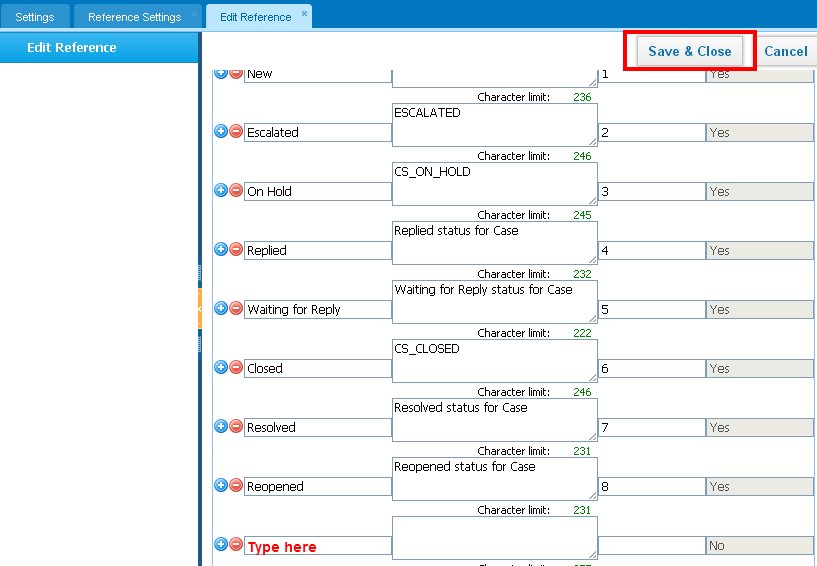 Settings Reference Settings × Edit Reference ×
Edit Reference
Save & Close Cancel
New 1 Yes
Character limit: 236
ESCALATED
Escalated 2 Yes
Character limit: 246
CS_ON_HOLD
On Hold 3 Yes
Character limit: 245
Replied status for Case
Replied 4 Yes
Character limit: 232
Waiting for Reply status for Case
Waiting for Reply 5 Yes
Character limit: 222
CS_CLOSED
Closed 6 Yes
Character limit: 246
Resolved status for Case
Resolved 7 Yes
Character limit: 231
Reopened status for Case
Reopened 8 Yes
Character limit: 231
Type here No